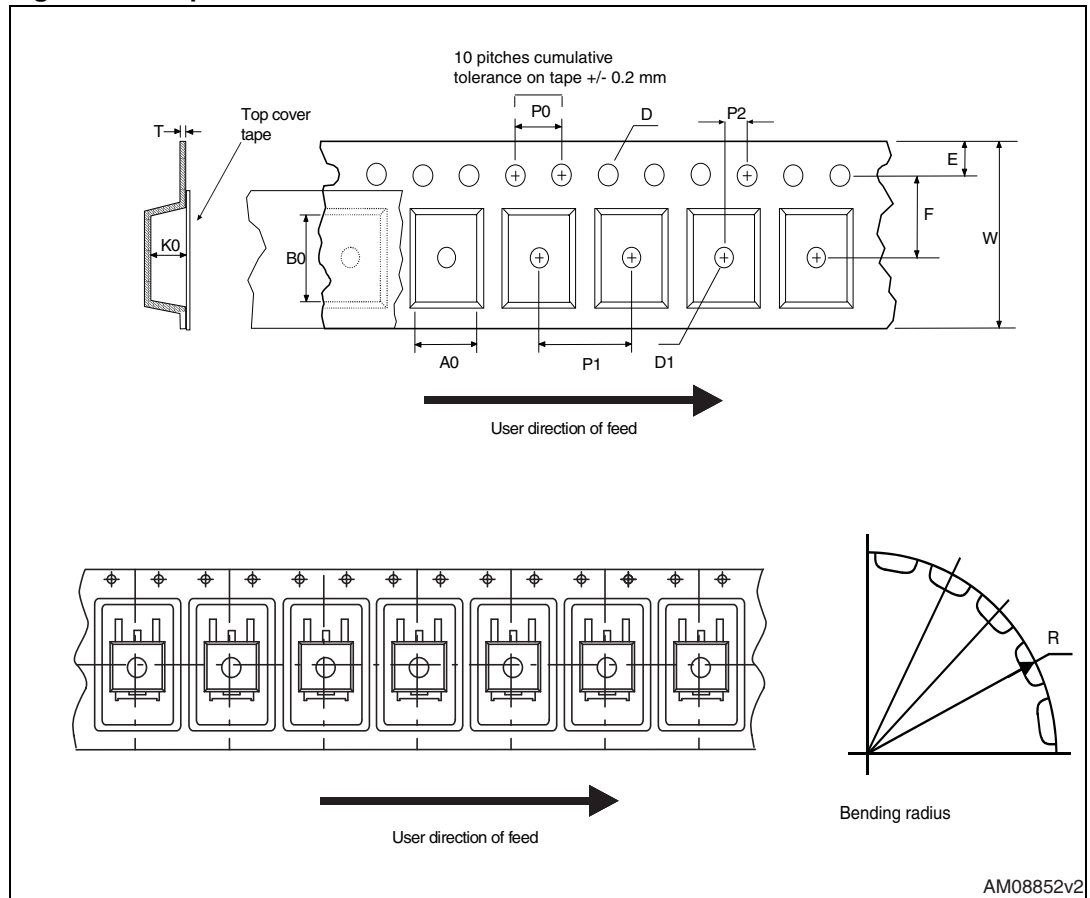 10 pitches cumulative
tolerance on tape +/- 0.2 mm
Top cover
tape
T
P0
D
P2
E
F
W
K0
B0
A0
P1
D1
User direction of feed
R
Bending radius
User direction of feed
AM08852v2